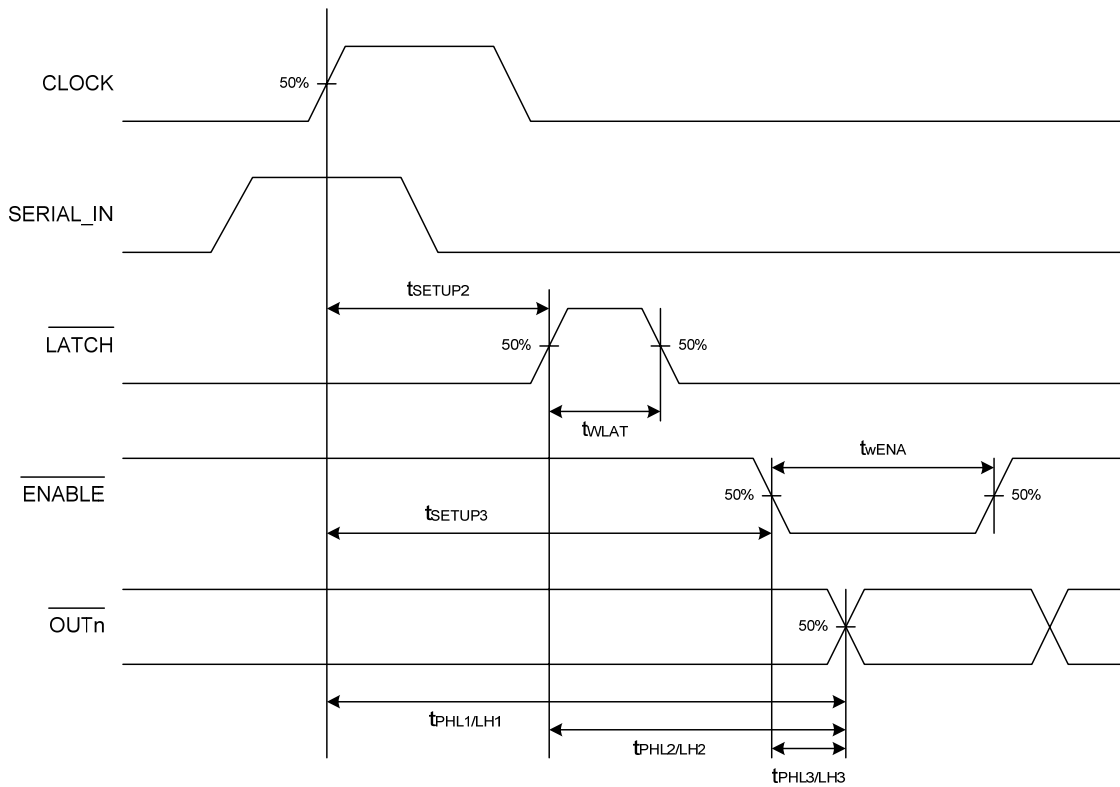 CLOCK
50%
SERIAL_IN
tSETUP2
LATCH
50%
50%
tWLAT
ENABLE
twENA
50%
50%
tSETUP3
OUTn
50%
tPHL1/LH1
tPHL2/LH2
tPHL3/LH3